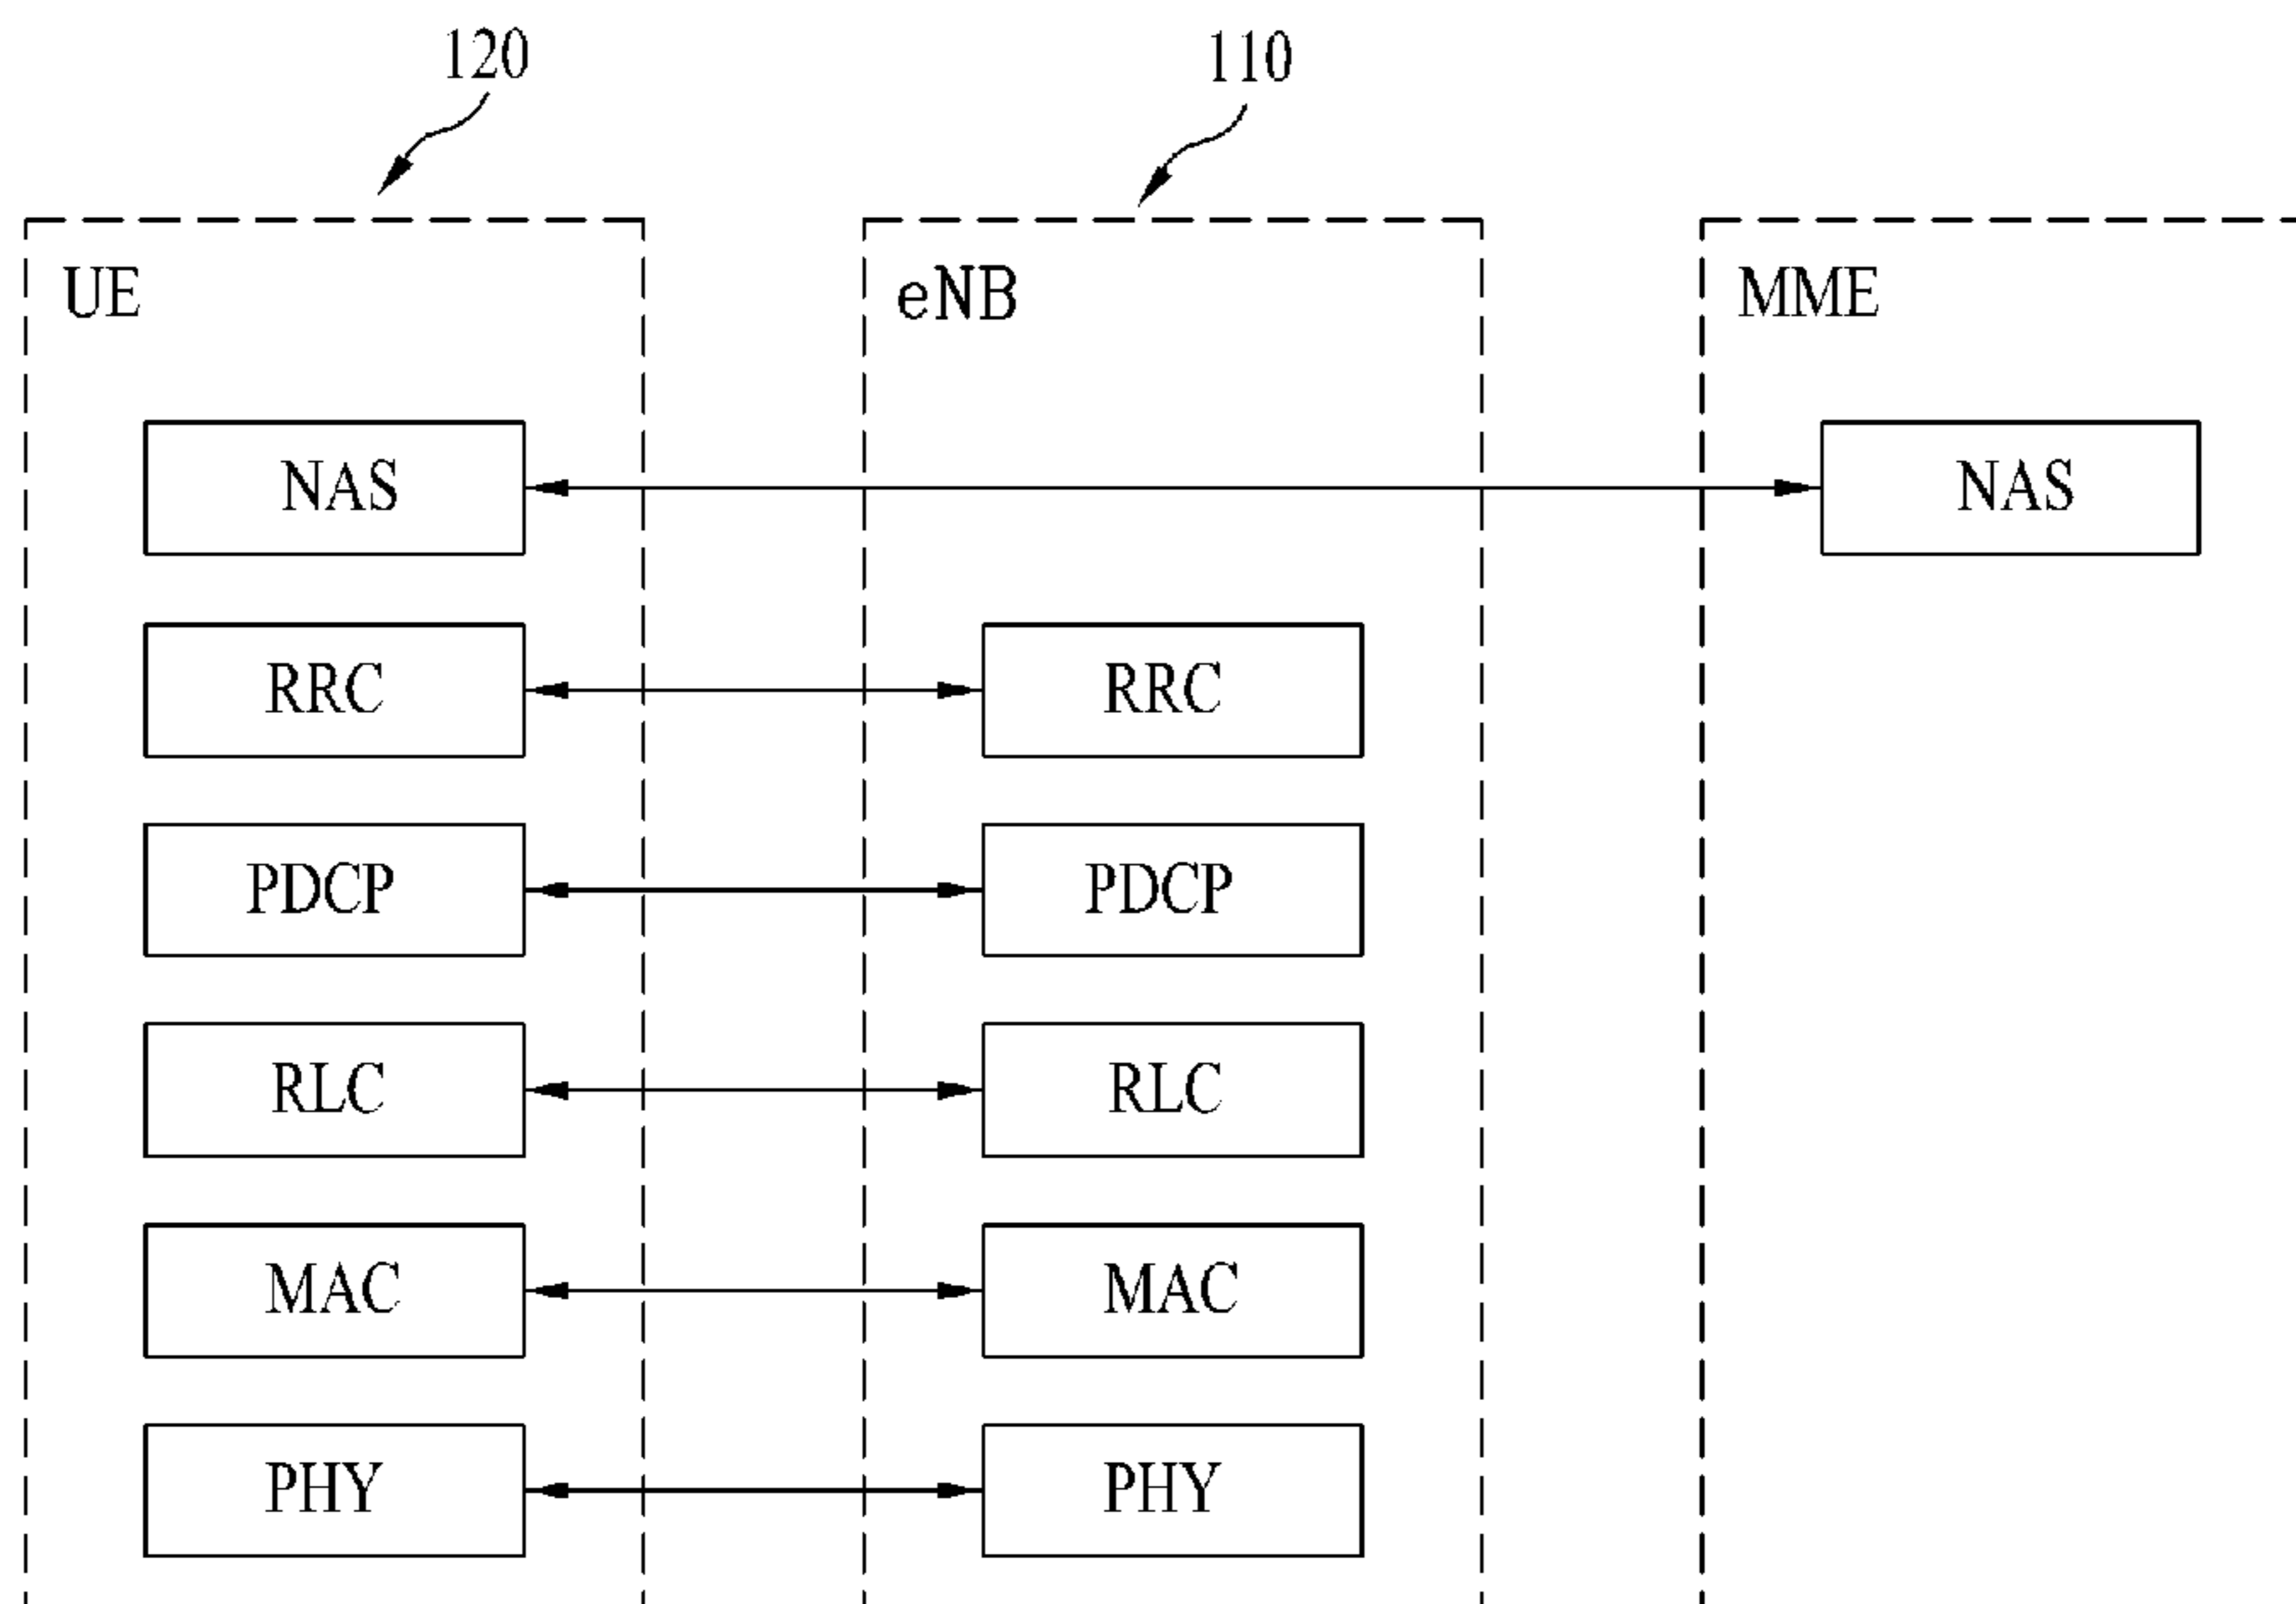 120 110
UE eNB MME
NAS NAS
RRC RRC
PDCP PDCP
RLC RLC
MAC MAC
PHY PHY